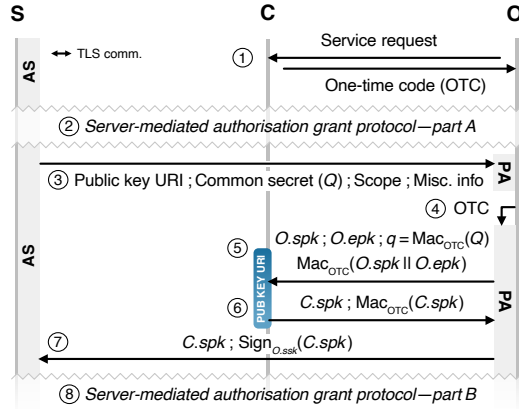 S C O
AS
TLS comm.
① Service request
One-time code (OTC)
② Server-mediated authorisation grant protocol—part A
③ Public key URI ; Common secret (Q) ; Scope ; Misc. info
PA
④ OTC
AS
⑤ O.spk ; O.epk ; q = Mac_OTC(Q)
Mac_OTC(O.spk || O.epk)
PUB KEY URI
PA
⑥ C.spk ; Mac_OTC(C.spk)
⑦ C.spk ; Sign_O.ssk(C.spk)
⑧ Server-mediated authorisation grant protocol—part B